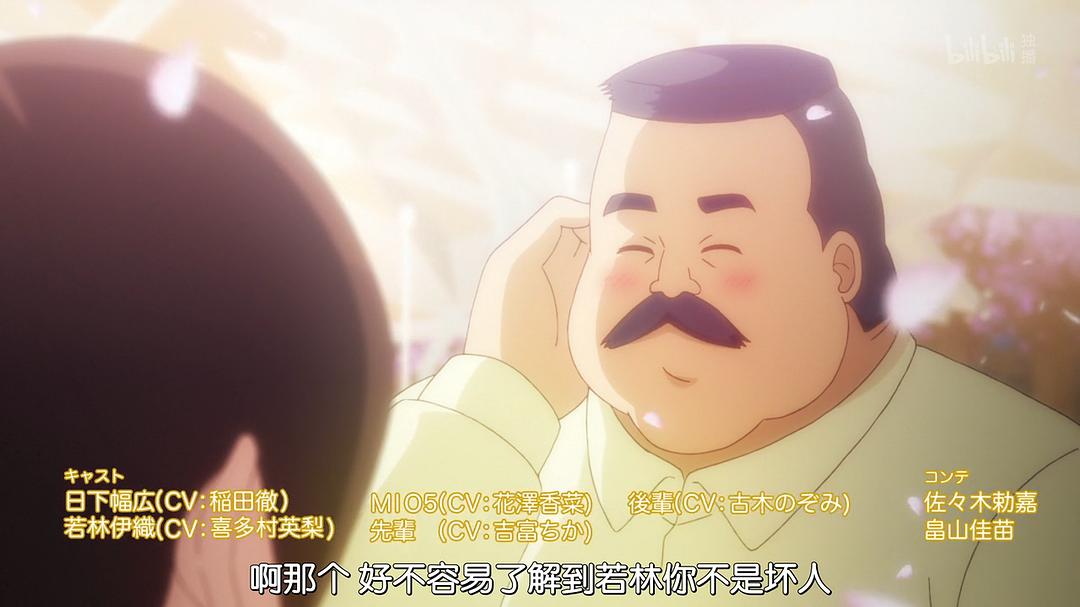 bilibili 独播
キャスト
日下幅広(CV:稲田徹)
若林伊織(CV:喜多村英梨)
MIO5(CV:花澤香菜)
先輩 (CV:吉富ちか)
後輩(CV:古木のぞみ)
コンテ
佐々木勅嘉
畠山佳苗
啊那个 好不容易了解到若林你不是坏人